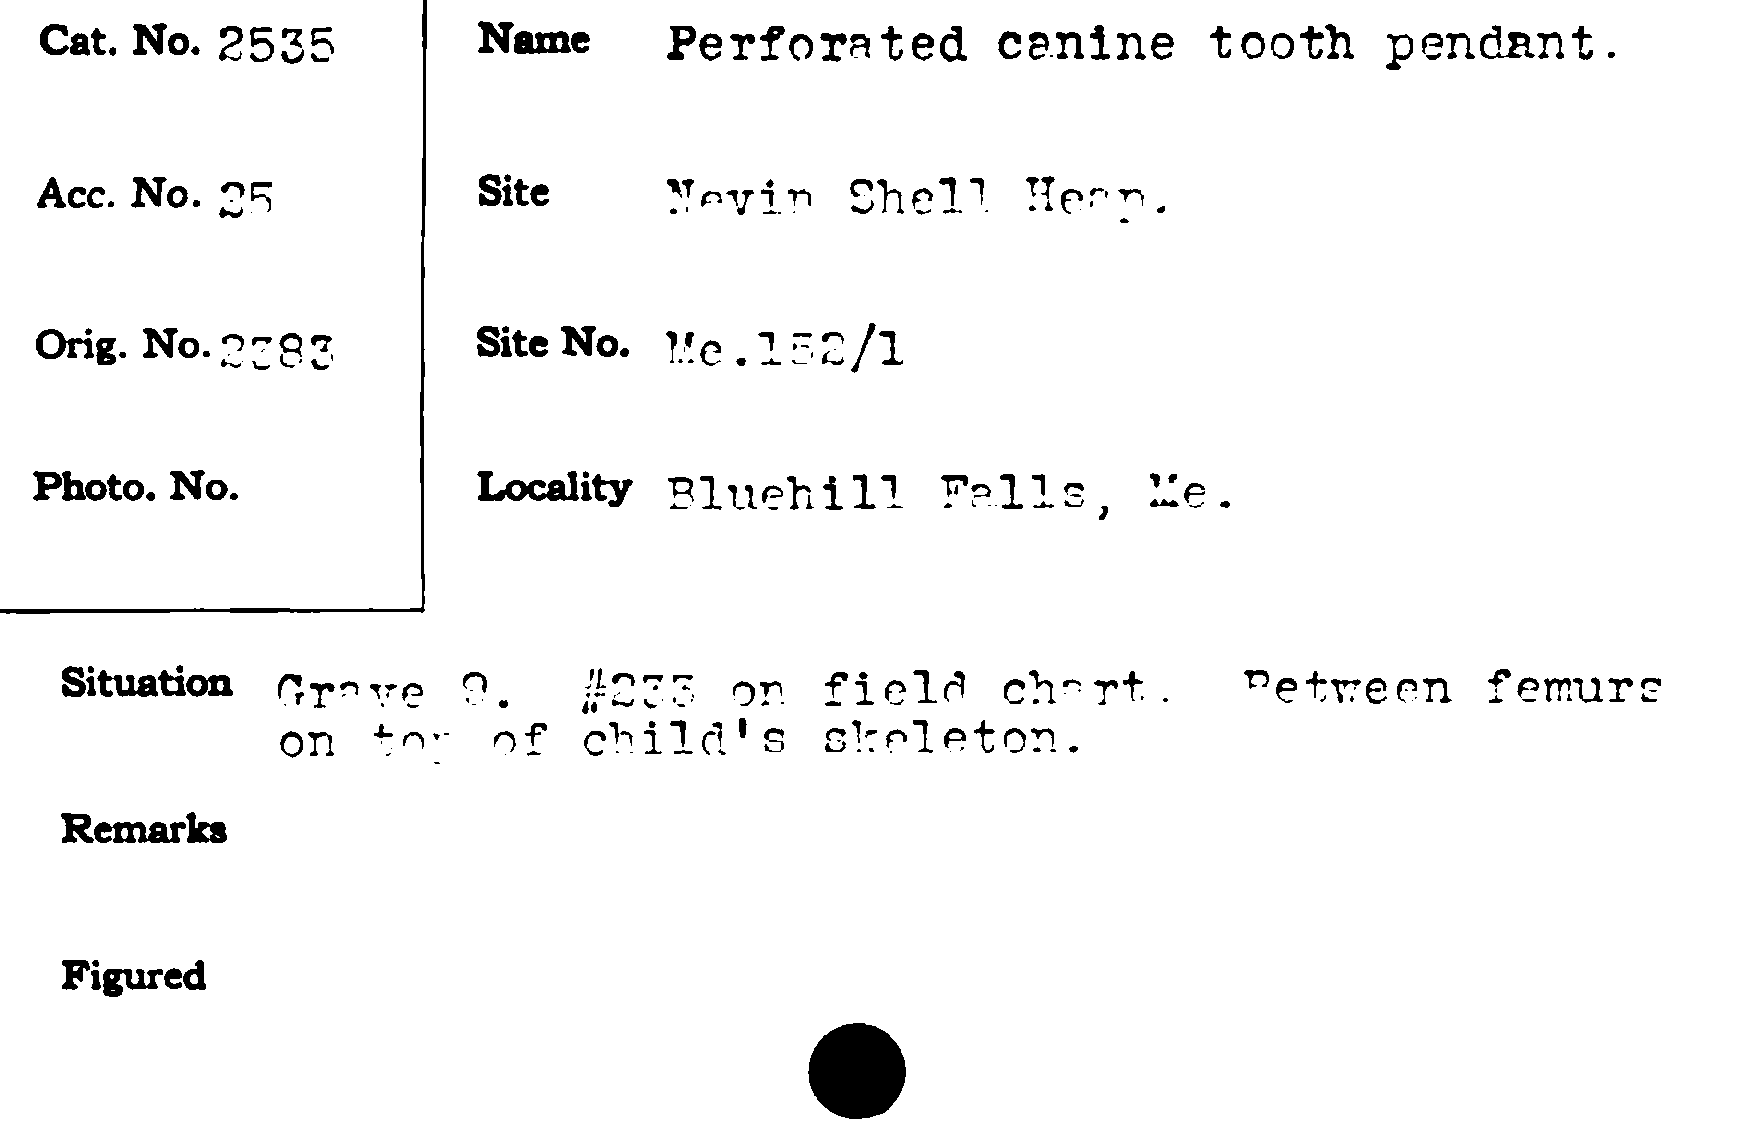 Cat. No. 2535
Name Perforated canine tooth pendant.
Acc. No. 25
Site Nevin Shell Heap.
Orig. No. 2383
Site No. Me.152/1
Photo. No.
Locality Bluehill Falls, Me.
Situation Grave 9. #233 on field chart. Between femurs
on top of child's skeleton.
Remarks
Figured